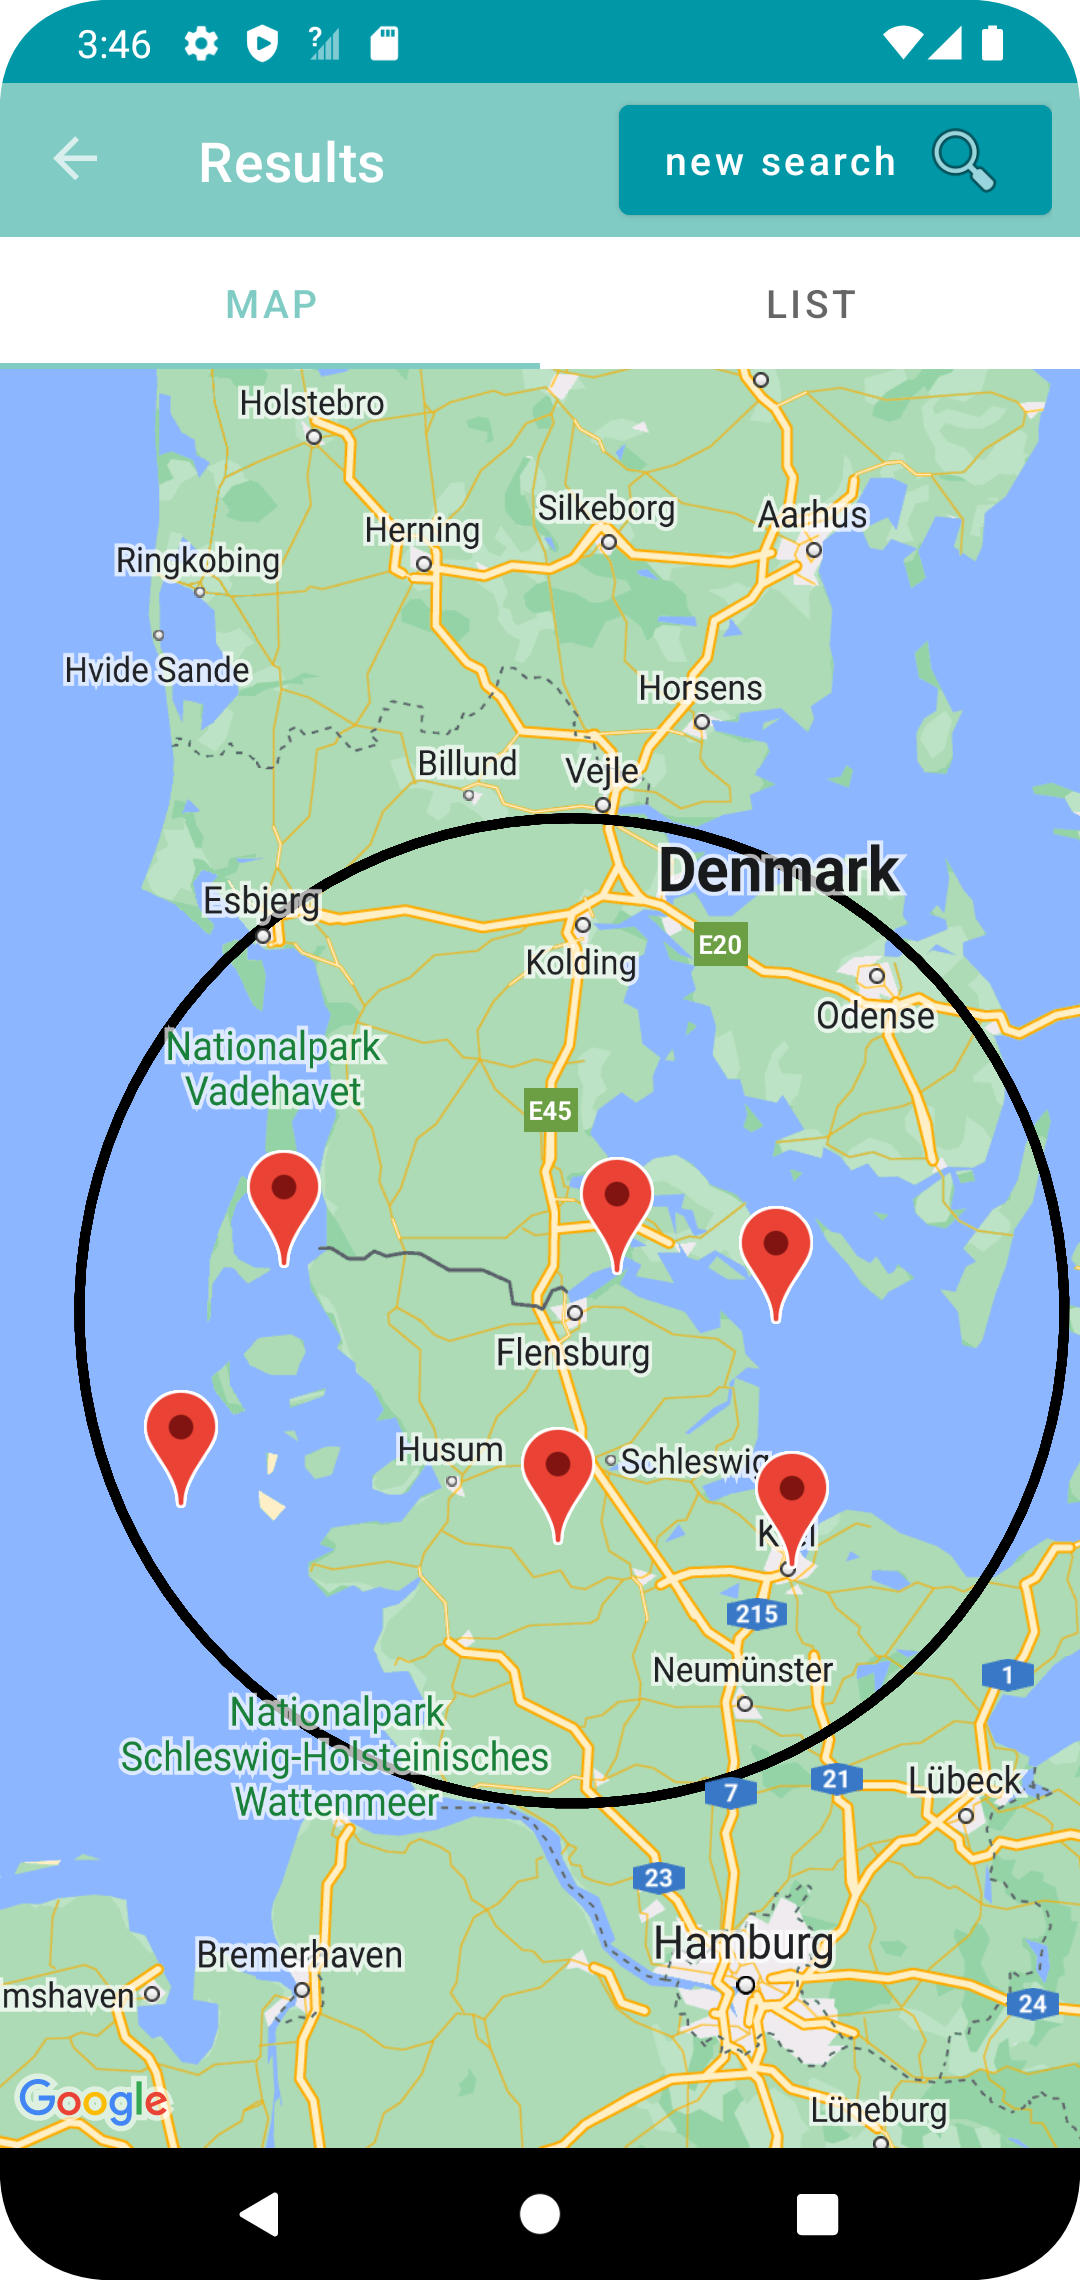 3:46
?
Results
new search
MAP
LIST
Holstebro
Silkeborg
Aarhus
Herning
Ringkobing
Hvide Sande
Horsens
Billund
Vejle
Denmark
Esbjerg
E20
Kolding
Odense
Nationalpark
Vadehavet
E45
Flensburg
Husum
Schleswig
215
Neumünster
1
Nationalpark
Schleswig-Holsteinisches
Wattenmeer
7
21
Lübeck
23
Hamburg
Bremerhaven
mshaven
24
Google
Lüneburg